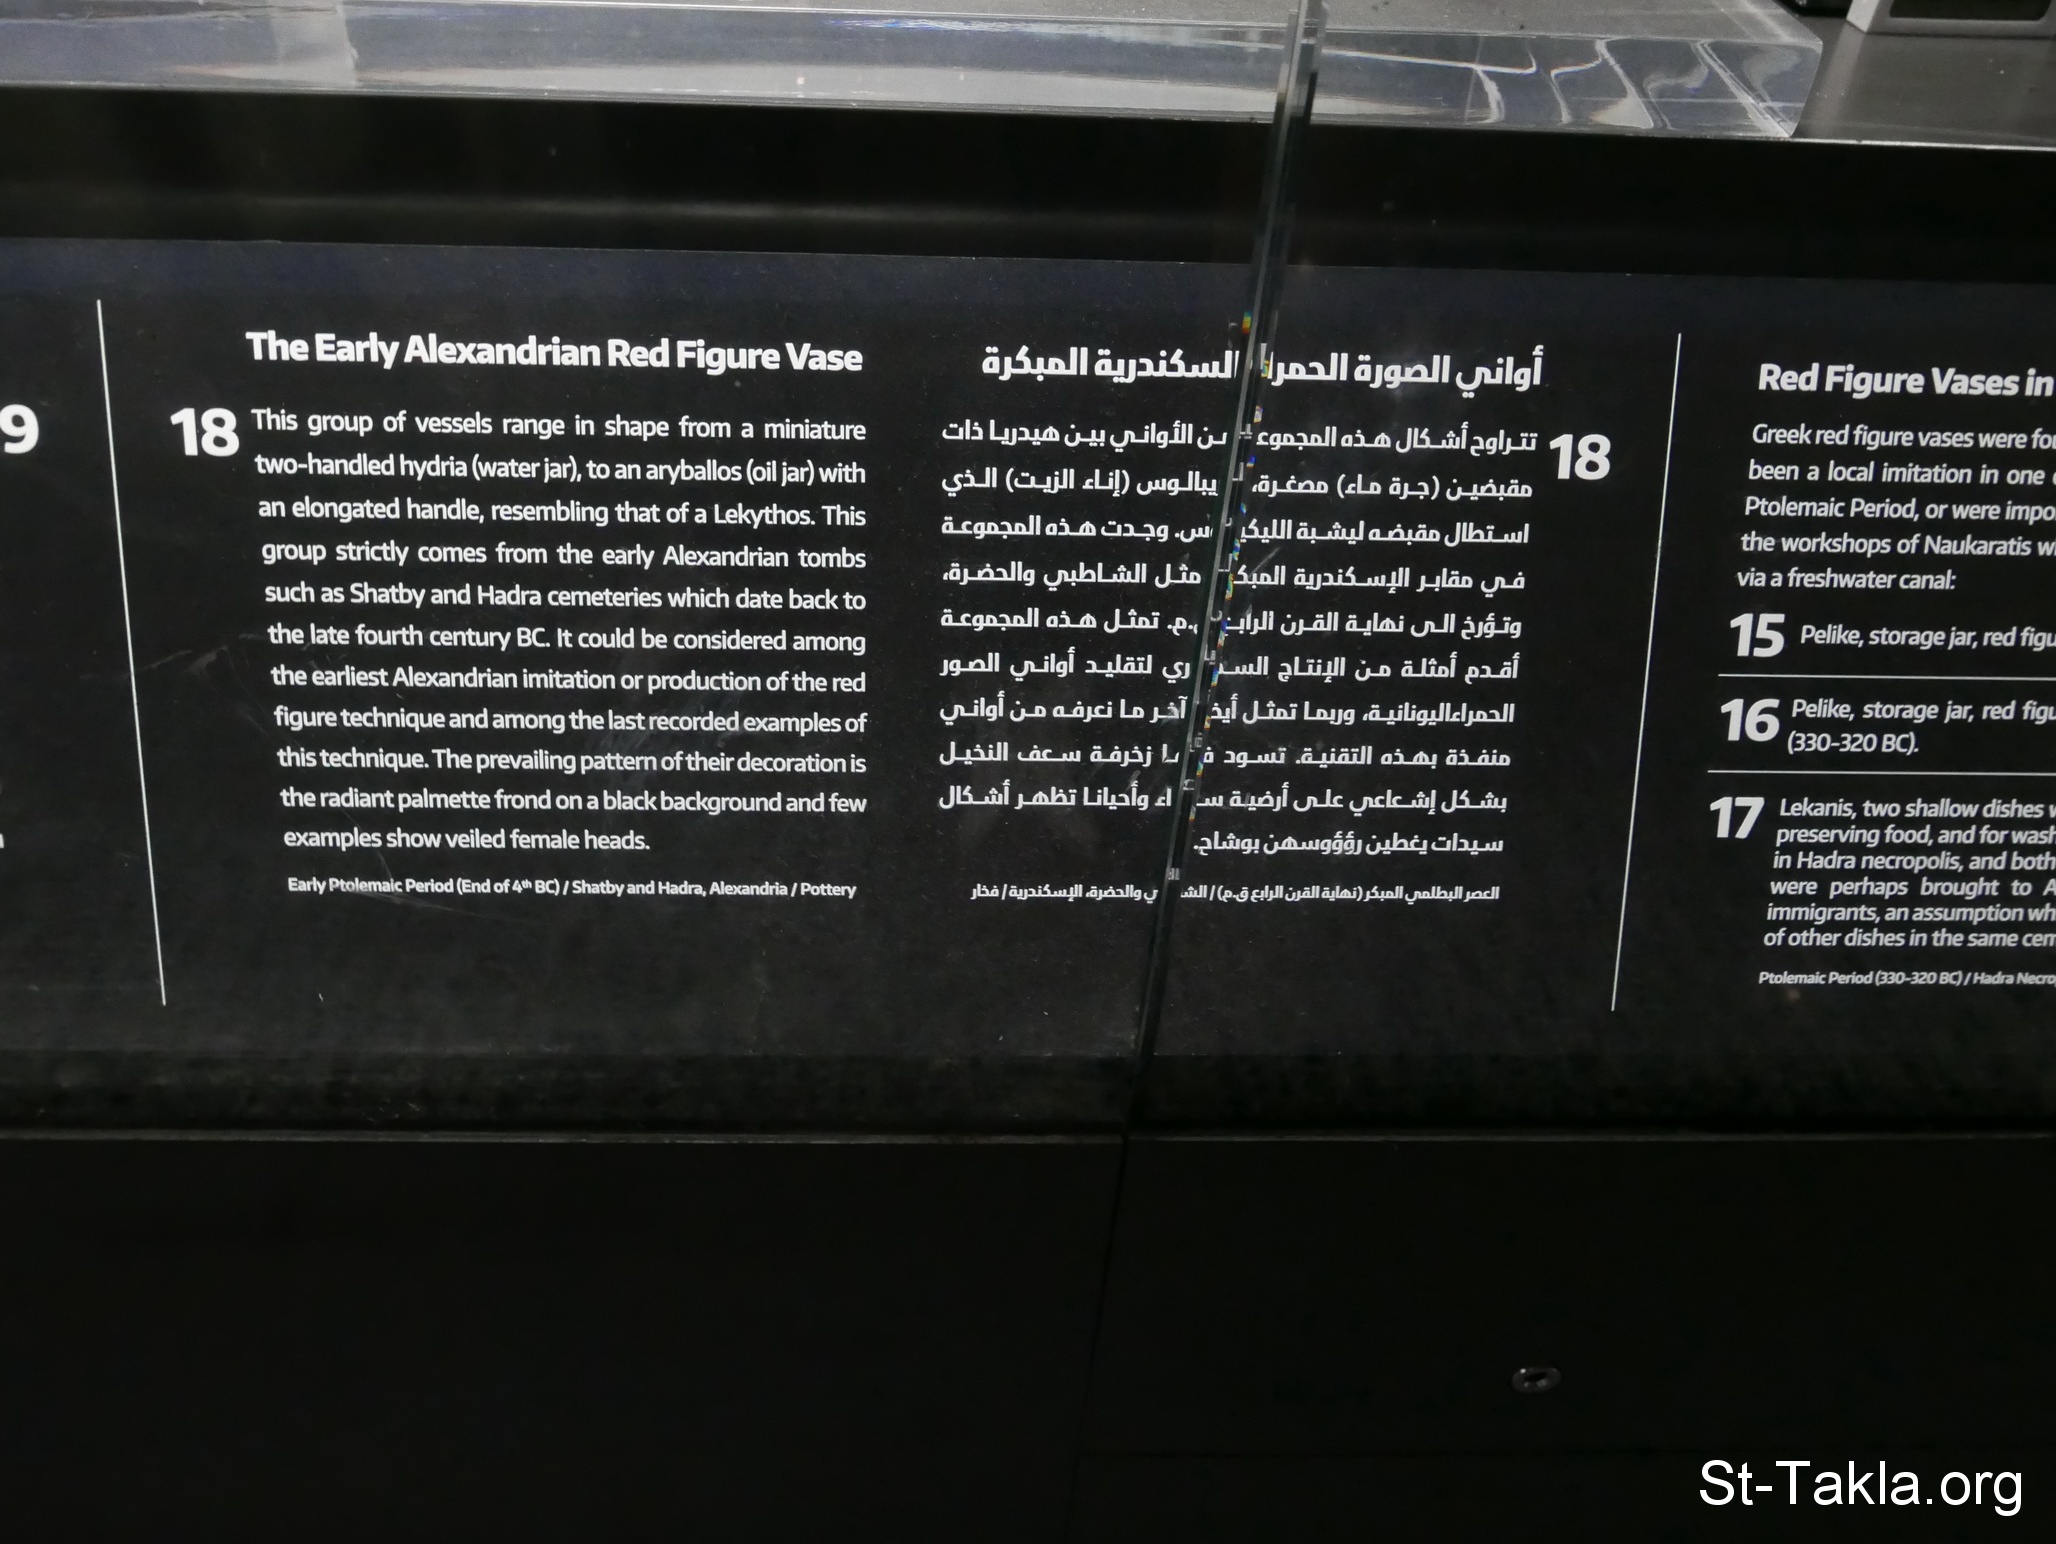 9
The Early Alexandrian Red Figure Vase
18
This group of vessels range in shape from a miniature
two-handled hydria (water jar), to an aryballos (oil jar) with
an elongated handle, resembling that of a Lekythos. This
group strictly comes from the early Alexandrian tombs
such as Shatby and Hadra cemeteries which date back to
the late fourth century BC. It could be considered among
the earliest Alexandrian imitation or production of the red
figure technique and among the last recorded examples of
this technique. The prevailing pattern of their decoration is
the radiant palmette frond on a black background and few
examples show veiled female heads.
Early Ptolemaic Period (End of 4th BC) / Shatby and Hadra, Alexandria / Pottery
أواني الصورة الحمراء السكندرية المبكرة
18
تتراوح أشكال هذه المجموعة من الأواني بين هيدريا ذات
مقبضين (جرة ماء) مصغرة، (إناء الزيت) الذي
استطال مقبضه ليشبة وجدت هذه المجموعة
في مقابر الإسكندرية المبكرة مثل الشاطبي والحضرة،
وتؤرخ الى نهاية القرن الرابع ق.م. تمثل هذه المجموعة
أقدم أمثلة من الإنتاج السكندري لتقليد أواني الصور
الحمراءاليونانية، وربما تمثل أيضا آخر ما نعرفه من أواني
منفذة بهذه التقنية. تسود زخرفة سعف النخيل
بشكل إشعاعي على أرضية سوداء وأحيانا تظهر أشكال
سيدات يغطين رؤؤوسهن بوشاح.
العصر البطلمي المبكر (نهاية القرن الرابع ق.م) / الشاطبي والحضرة، الإسكندرية / فخار
Red Figure Vases in
Greek red figure vases were
been a local imitation in one
Ptolemaic Period, or were
the workshops of Naukaratis
via a freshwater canal:
15 Pelike, storage jar, red
16 Pelike, storage jar, red
(330-320 BC).
17 Lekanis, two shallow dishes
preserving food, and for
in Hadra necropolis, and both
were perhaps brought to
immigrants, an assumption
of other dishes in the same
Ptolemaic Period (330-320 BC) / Hadra
St-Takla.org